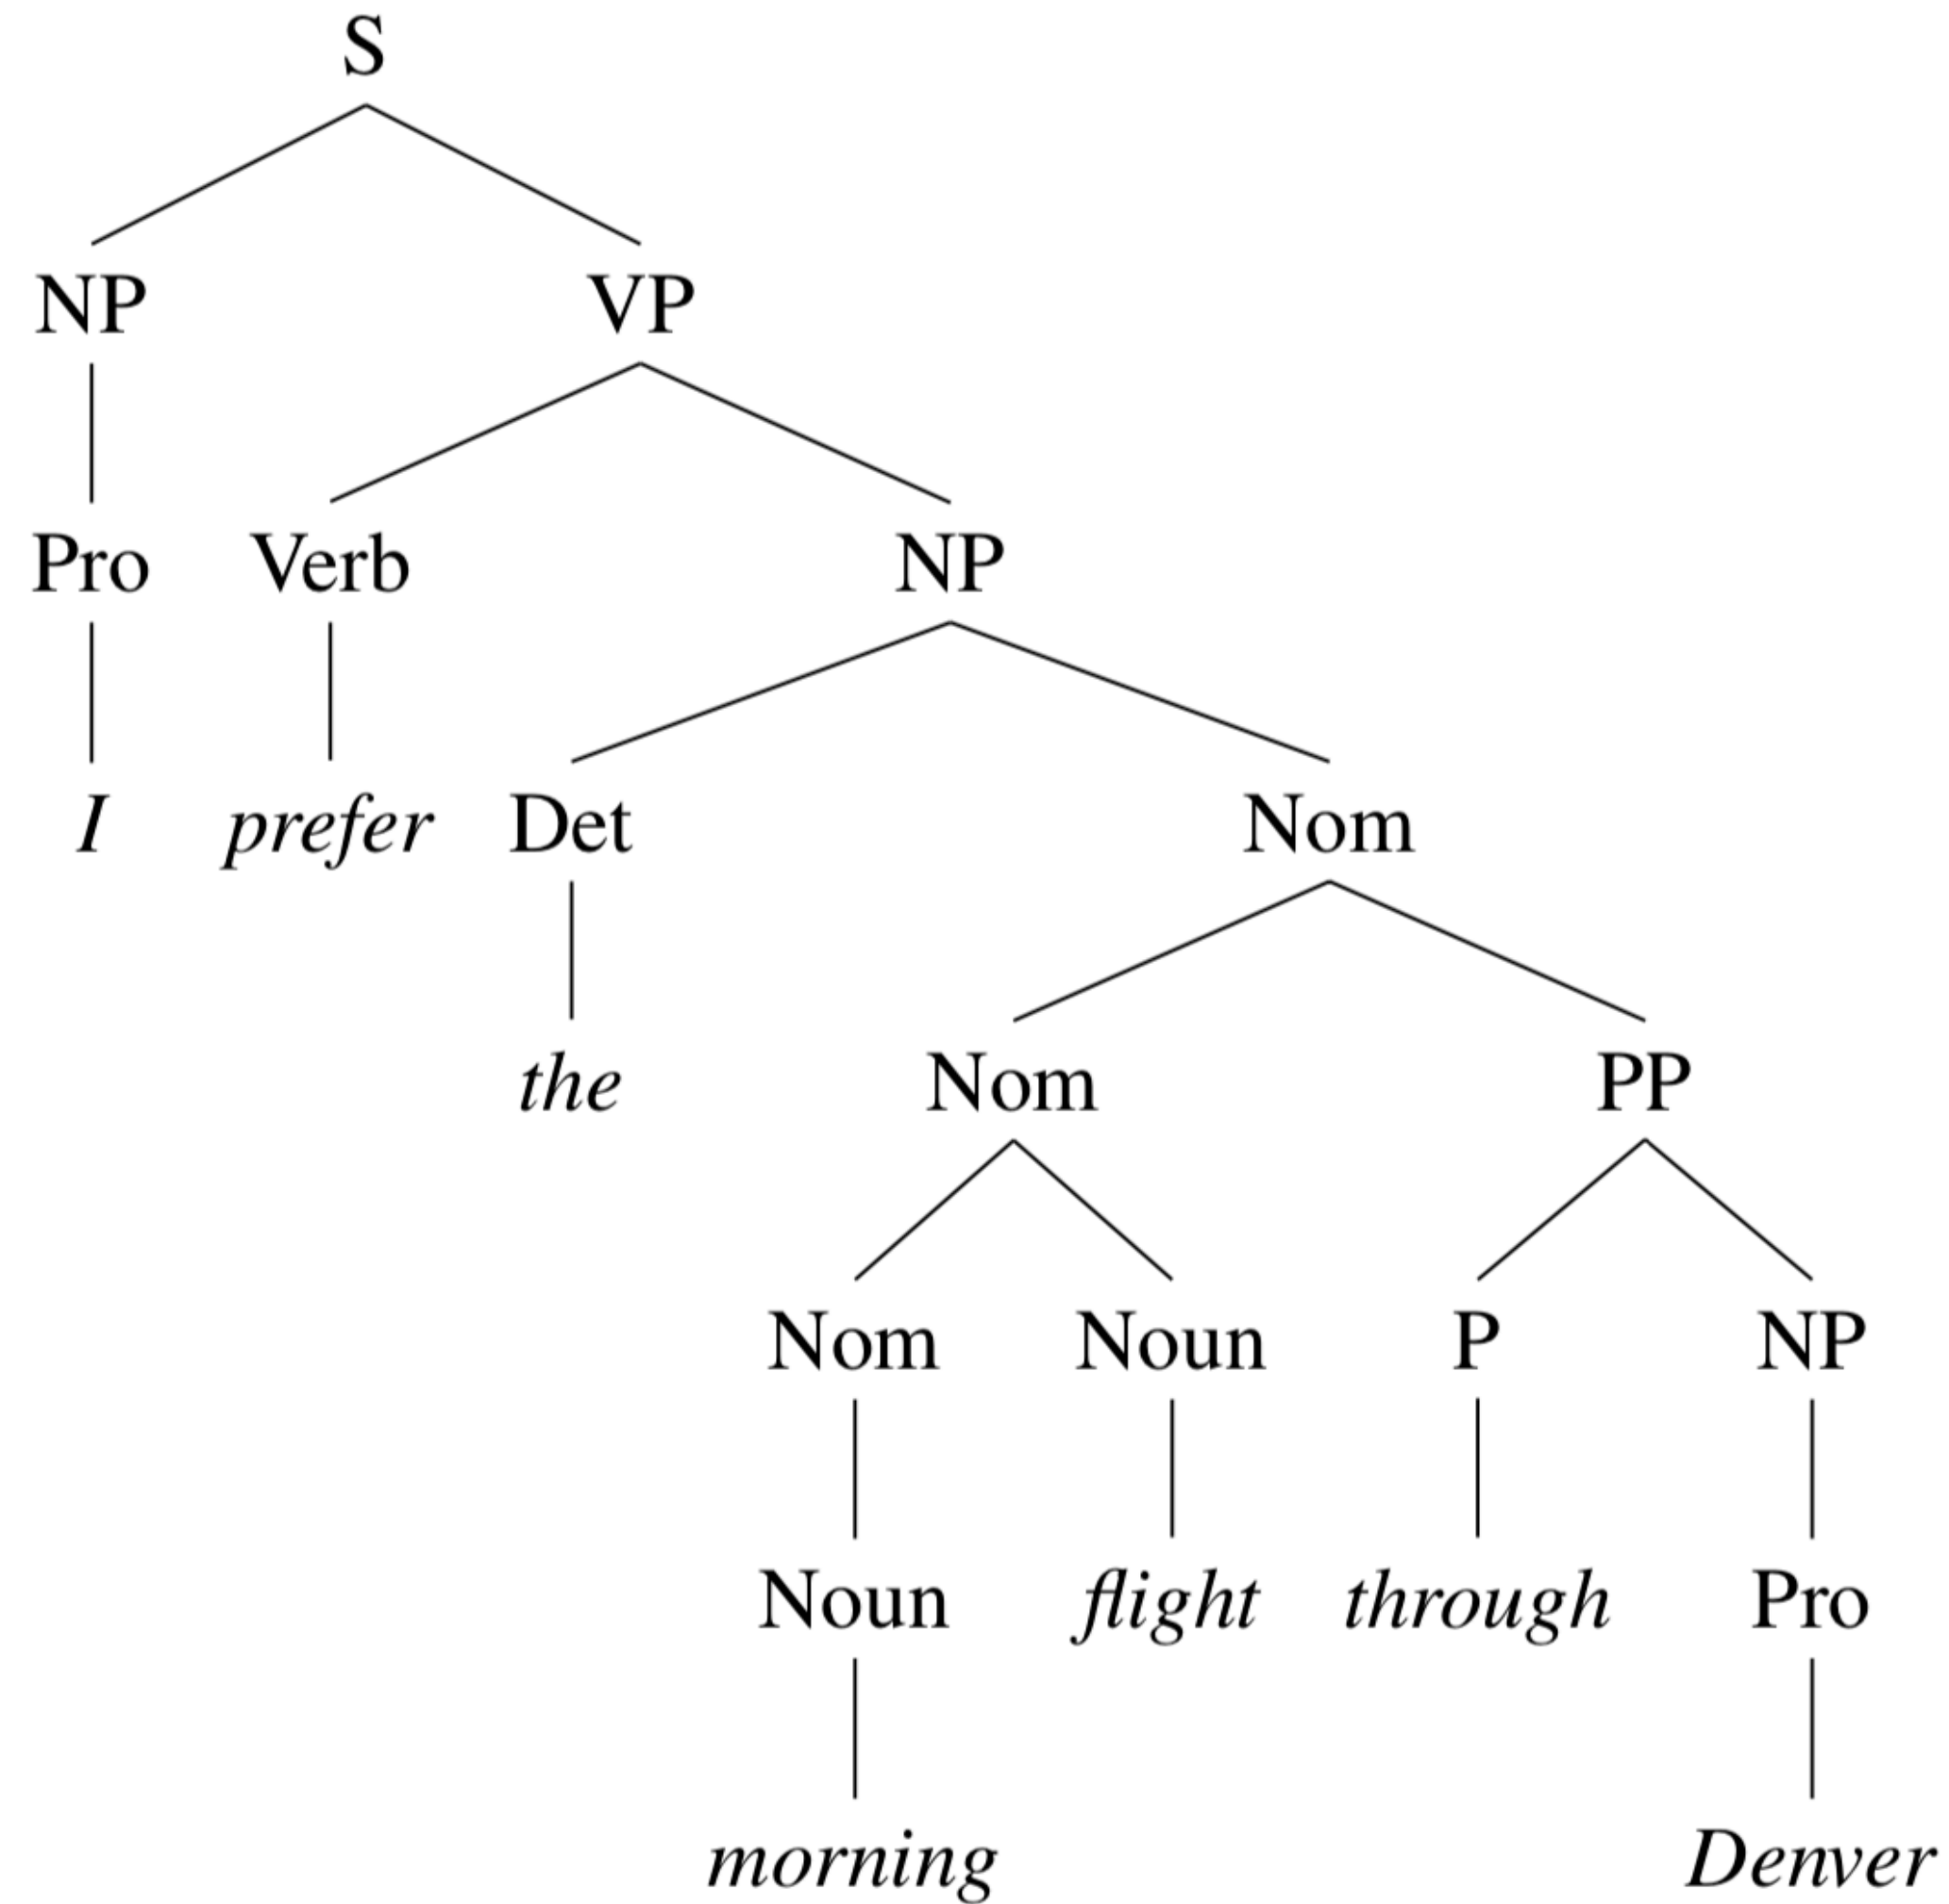 S
NP VP
Pro Verb NP
I prefer Det Nom
the Nom PP
Nom Noun P NP
Noun flight through Pro
morning Denver